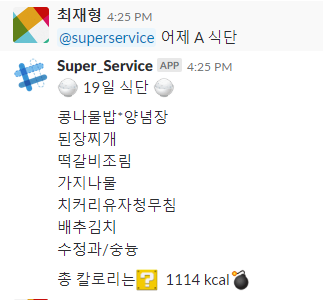 최재형 4:25 PM
@superservice 어제 A 식단
Super_Service APP 4:25 PM
19일 식단
콩나물밥*양념장
된장찌개
떡갈비조림
가지나물
치커리유자청무침
배추김치
수정과/숭늉
총 칼로리는? 1114 kcal